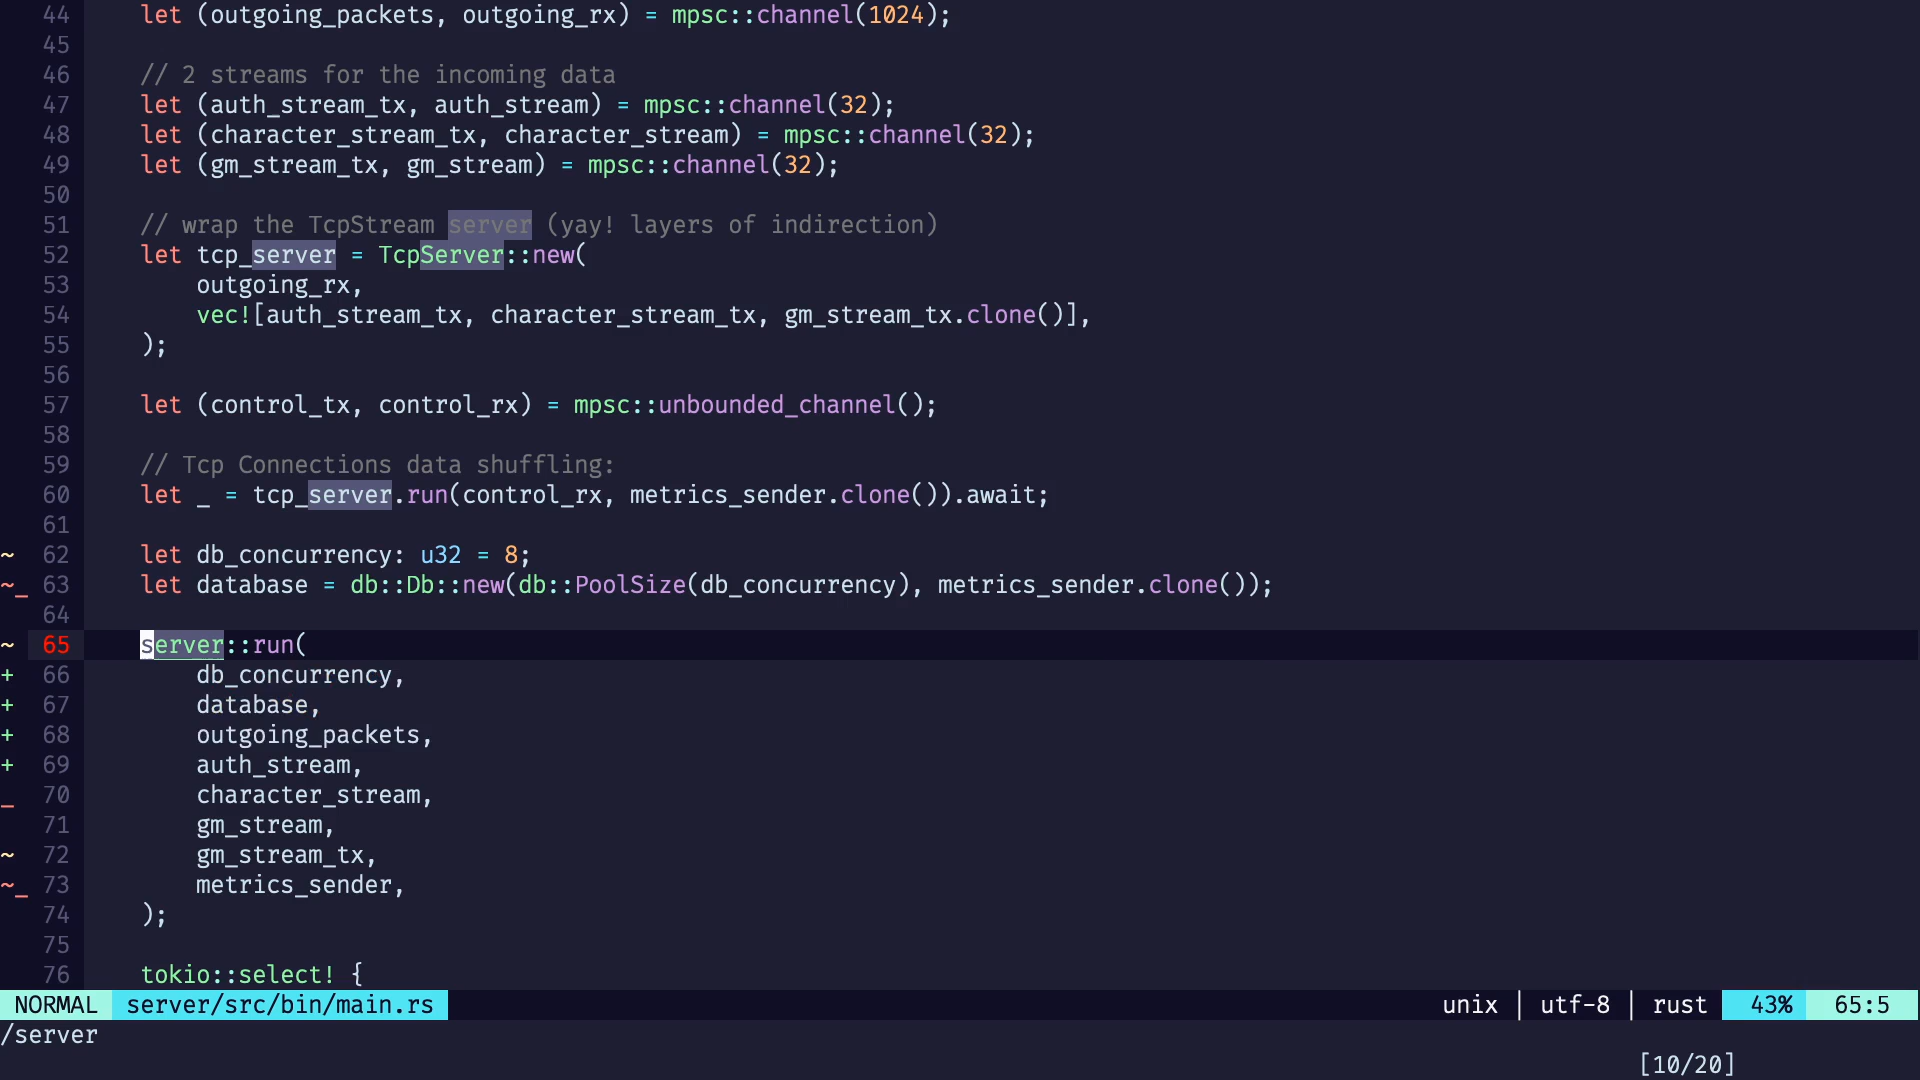 44     let (outgoing_packets, outgoing_rx) = mpsc::channel(1024);
45
46     // 2 streams for the incoming data
47     let (auth_stream_tx, auth_stream) = mpsc::channel(32);
48     let (character_stream_tx, character_stream) = mpsc::channel(32);
49     let (gm_stream_tx, gm_stream) = mpsc::channel(32);
50
51     // wrap the TcpStream server (yay! layers of indirection)
52     let tcp_server = TcpServer::new(
53         outgoing_rx,
54         vec![auth_stream_tx, character_stream_tx, gm_stream_tx.clone()],
55     );
56
57     let (control_tx, control_rx) = mpsc::unbounded_channel();
58
59     // Tcp Connections data shuffling:
60     let _ = tcp_server.run(control_rx, metrics_sender.clone()).await;
61
~ 62     let db_concurrency: u32 = 8;
~_ 63     let database = db::Db::new(db::PoolSize(db_concurrency), metrics_sender.clone());
64
~ 65     server::run(
+ 66         db_concurrency,
+ 67         database,
+ 68         outgoing_packets,
+ 69         auth_stream,
_ 70         character_stream,
71         gm_stream,
~ 72         gm_stream_tx,
~_ 73         metrics_sender,
74     );
75
76     tokio::select! {
NORMAL server/src/bin/main.rs unix | utf-8 | rust 43% 65:5
/server
[10/20]